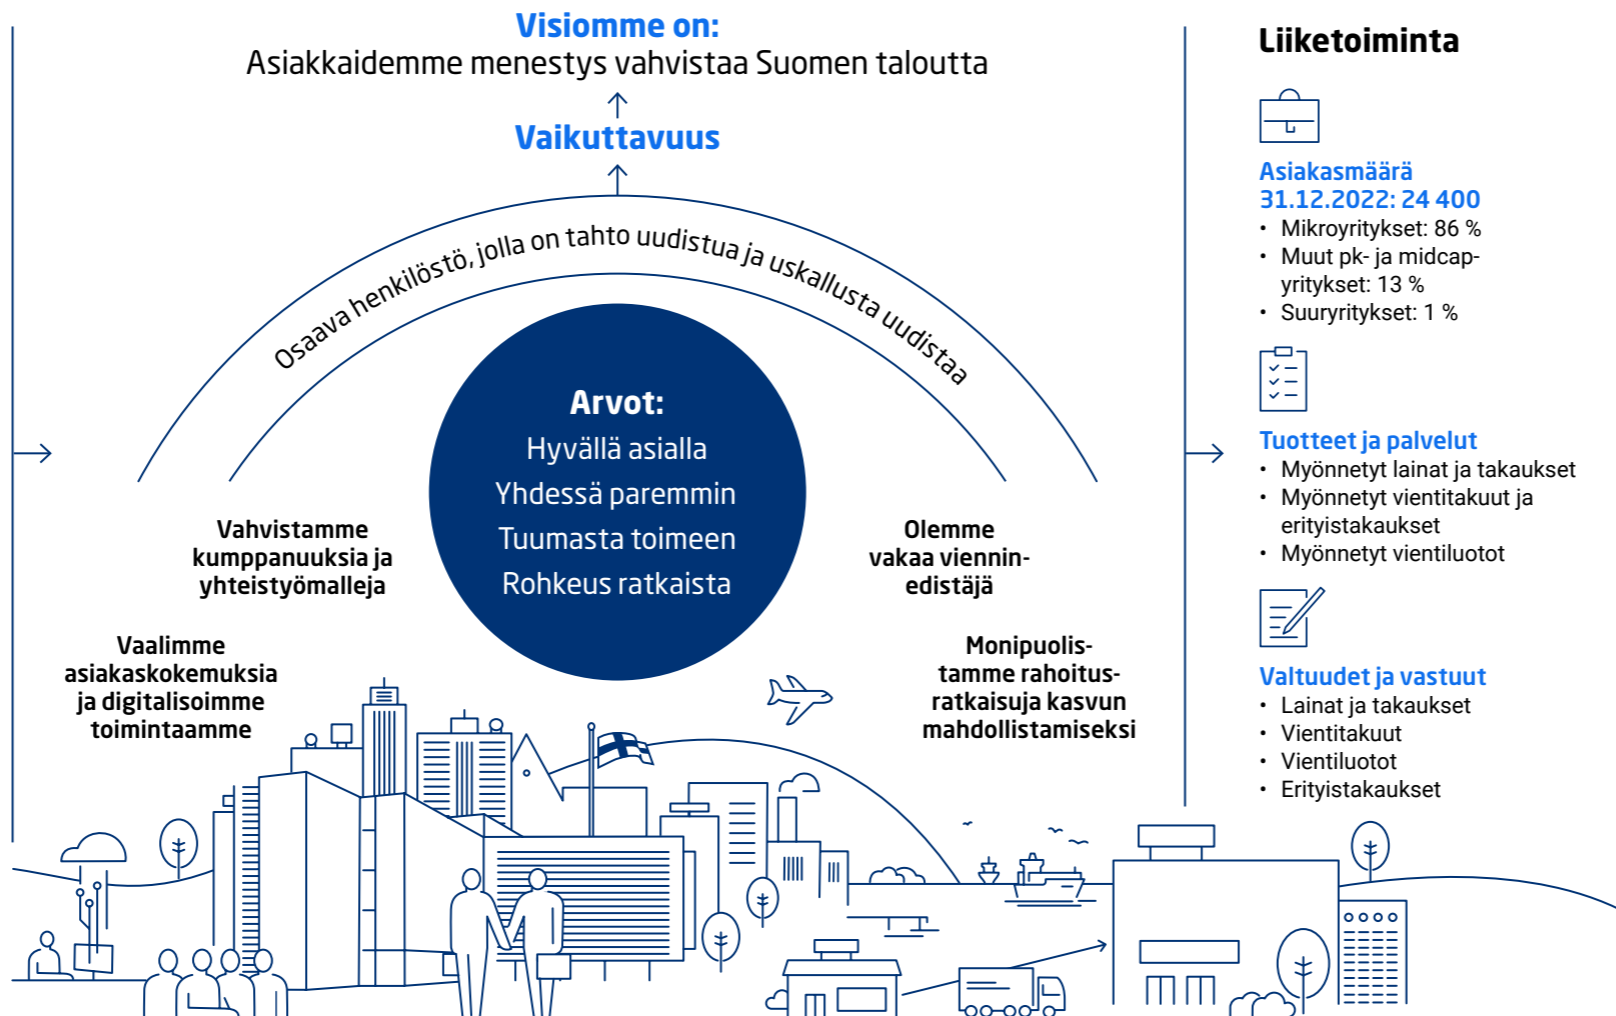 Visiomme on:
Asiakkaidemme menestys vahvistaa Suomen taloutta
Vaikuttavuus
Osaava henkilöstö, jolla on tahto uudistua ja uskallusta uudistaa
Arvot:
Hyvällä asialla
Yhdessä paremmin
Tuumasta toimeen
Rohkeus ratkaista
Vahvistamme
kumppanuuksia ja
yhteistyömalleja
Vaalimme
asiakaskokemuksia
ja digitalisoimme
toimintaamme
Olemme
vakaa viennin-
edistäjä
Monipuolis-
tamme rahoitus-
ratkaisuja kasvun
mahdollistamiseksi
Liiketoiminta
Asiakasmäärä
31.12.2022: 24 400
• Mikroyritykset: 86 %
• Muut pk- ja midcap-
yritykset: 13 %
• Suuryritykset: 1 %
Tuotteet ja palvelut
• Myönnetyt lainat ja takaukset
• Myönnetyt vientitakuut ja
erityistakaukset
• Myönnetyt vientiluotot
Valtuudet ja vastuut
• Lainat ja takaukset
• Vientitakuut
• Vientiluotot
• Erityistakaukset